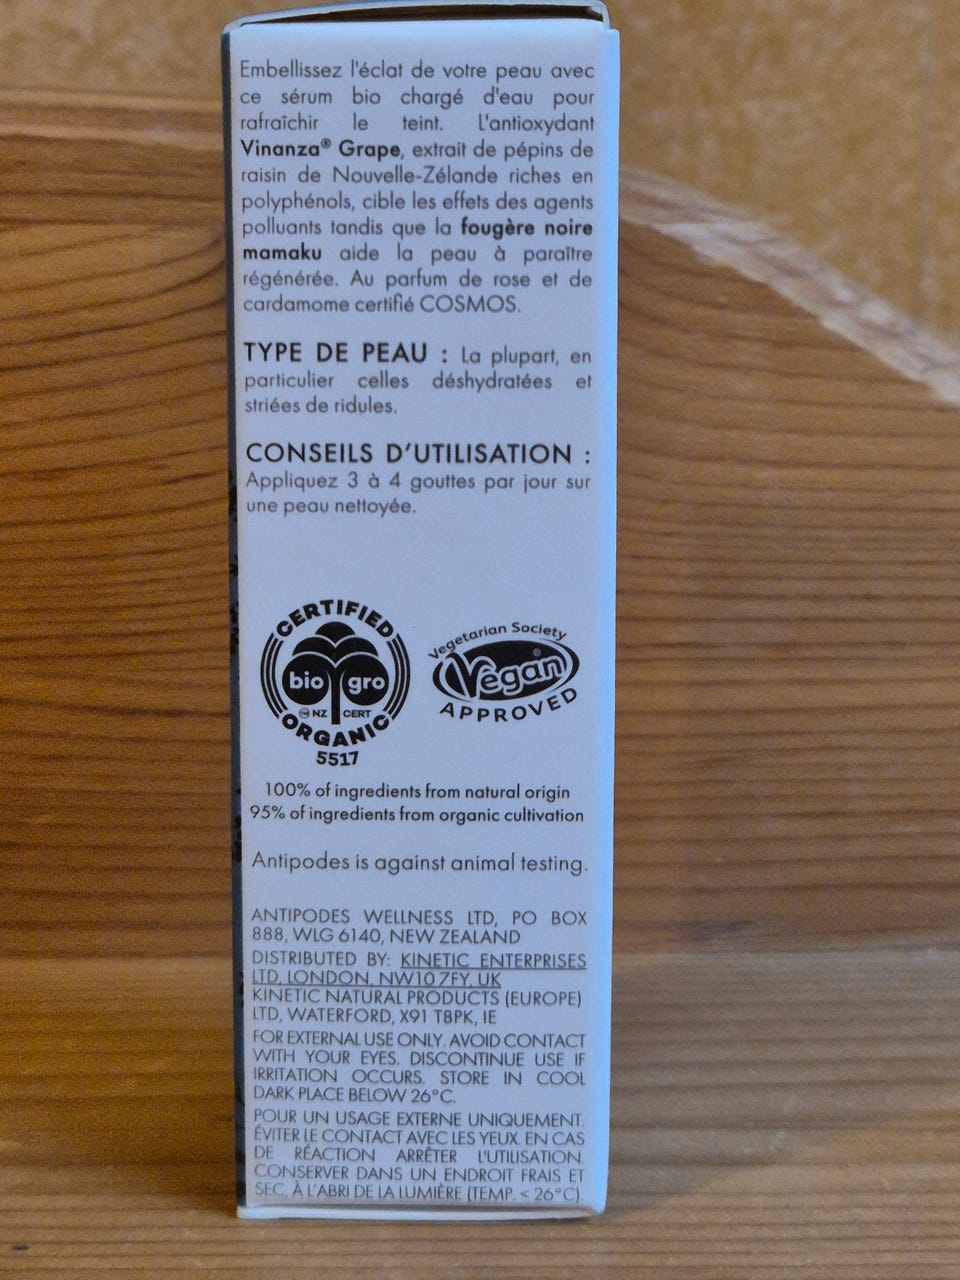 Embellissez l'éclat de votre peau avec
ce sérum bio chargé d'eau pour
rafraîchir le teint. L'antioxydant
Vinanza® Grape, extrait de pépins de
raisin de Nouvelle-Zélande riches en
polyphénols, cible les effets des agents
polluants tandis que la fougère noire
mamaku aide la peau à paraître
régénérée. Au parfum de rose et de
cardamome certifié COSMOS.
TYPE DE PEAU : La plupart, en
particulier celles déshydratées et
striées de ridules.
CONSEILS D'UTILISATION :
Appliquez 3 à 4 gouttes par jour sur
une peau nettoyée.
CERTIFIED
bio gro
NZ CERT
ORGANIC
5517
Vegetarian Society
Vegan®
APPROVED
100% of ingredients from natural origin
95% of ingredients from organic cultivation
Antipodes is against animal testing.
ANTIPODES WELLNESS LTD, PO BOX
888, WLG 6140, NEW ZEALAND
DISTRIBUTED BY: KINETIC ENTERPRISES
LTD, LONDON, NW10 7FY, UK
KINETIC NATURAL PRODUCTS (EUROPE)
LTD, WATERFORD, X91 T8PK, IE
FOR EXTERNAL USE ONLY. AVOID CONTACT
WITH YOUR EYES. DISCONTINUE USE IF
IRRITATION OCCURS. STORE IN COOL
DARK PLACE BELOW 26°C.
POUR UN USAGE EXTERNE UNIQUEMENT.
ÉVITER LE CONTACT AVEC LES YEUX. EN CAS
DE RÉACTION ARRÊTER L'UTILISATION.
CONSERVER DANS UN ENDROIT FRAIS ET
SEC, À L'ABRI DE LA LUMIÈRE (TEMP. < 26°C).